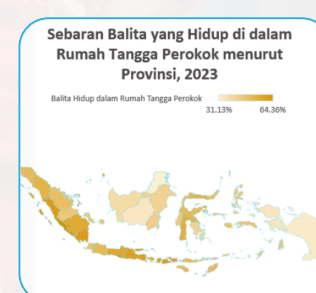 Sebaran Balita yang Hidup di dalam
Rumah Tangga Perokok menurut
Provinsi, 2023
Balita Hidup dalam Rumah Tangga Perokok
31.13% 64.36%